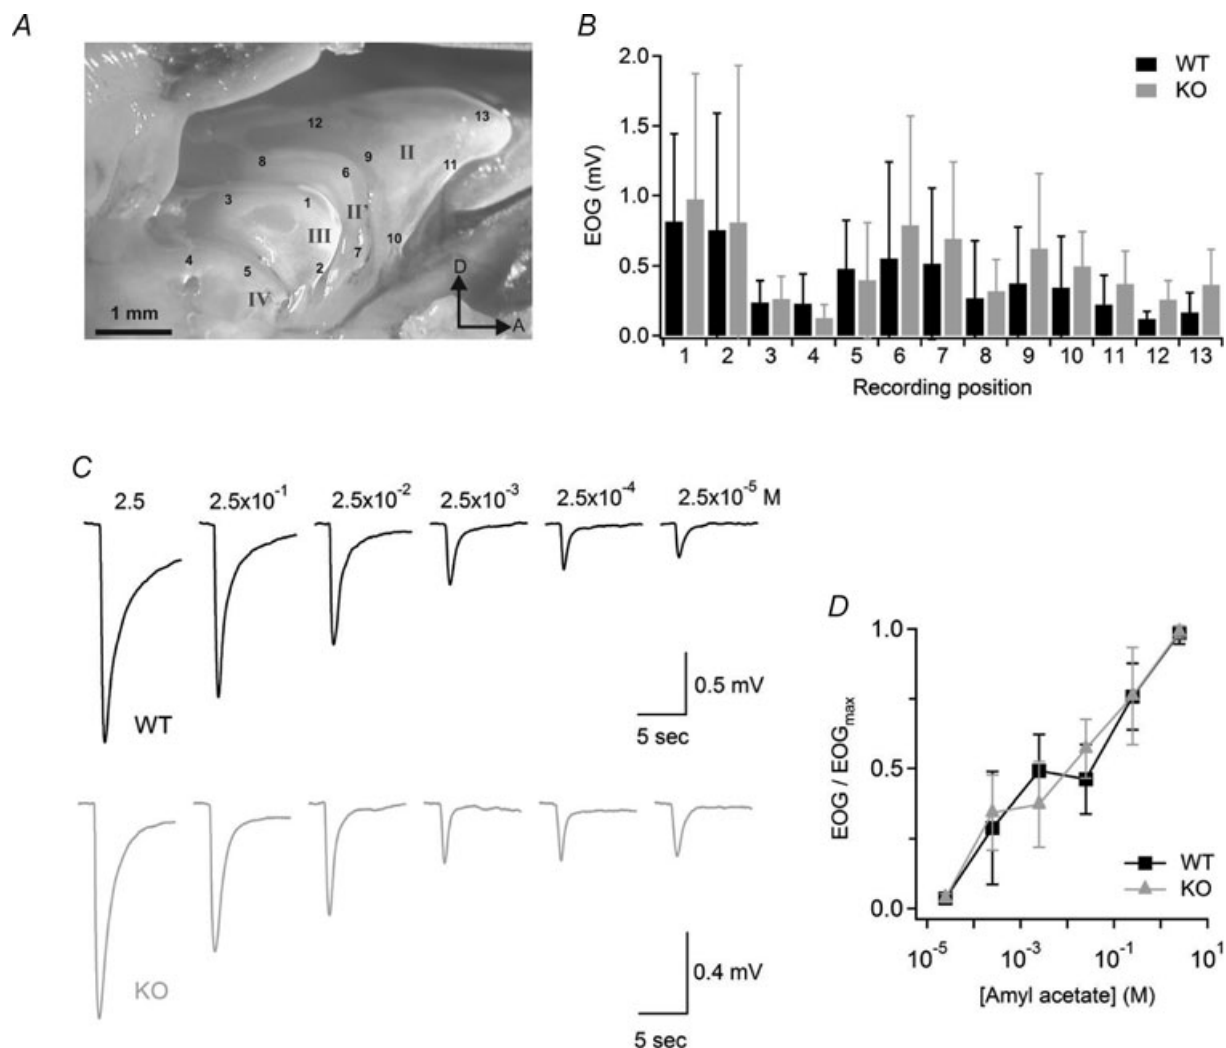 A
12
13
8
9
II
6
11
3
1
II'
III
10
4
5
2
7
IV
1 mm
D
A
B
2.0
1.5
1.0
0.5
0.0
EOG (mV)
WT
KO
1 2 3 4 5 6 7 8 9 10 11 12 13
Recording position
C
2.5 2.5x10⁻¹ 2.5x10⁻² 2.5x10⁻³ 2.5x10⁻⁴ 2.5x10⁻⁵ M
WT
0.5 mV
5 sec
KO
0.4 mV
5 sec
D
1.0
0.5
0.0
EOG / EOGmax
WT
KO
10⁻⁵ 10⁻³ 10⁻¹ 10¹
[Amyl acetate] (M)